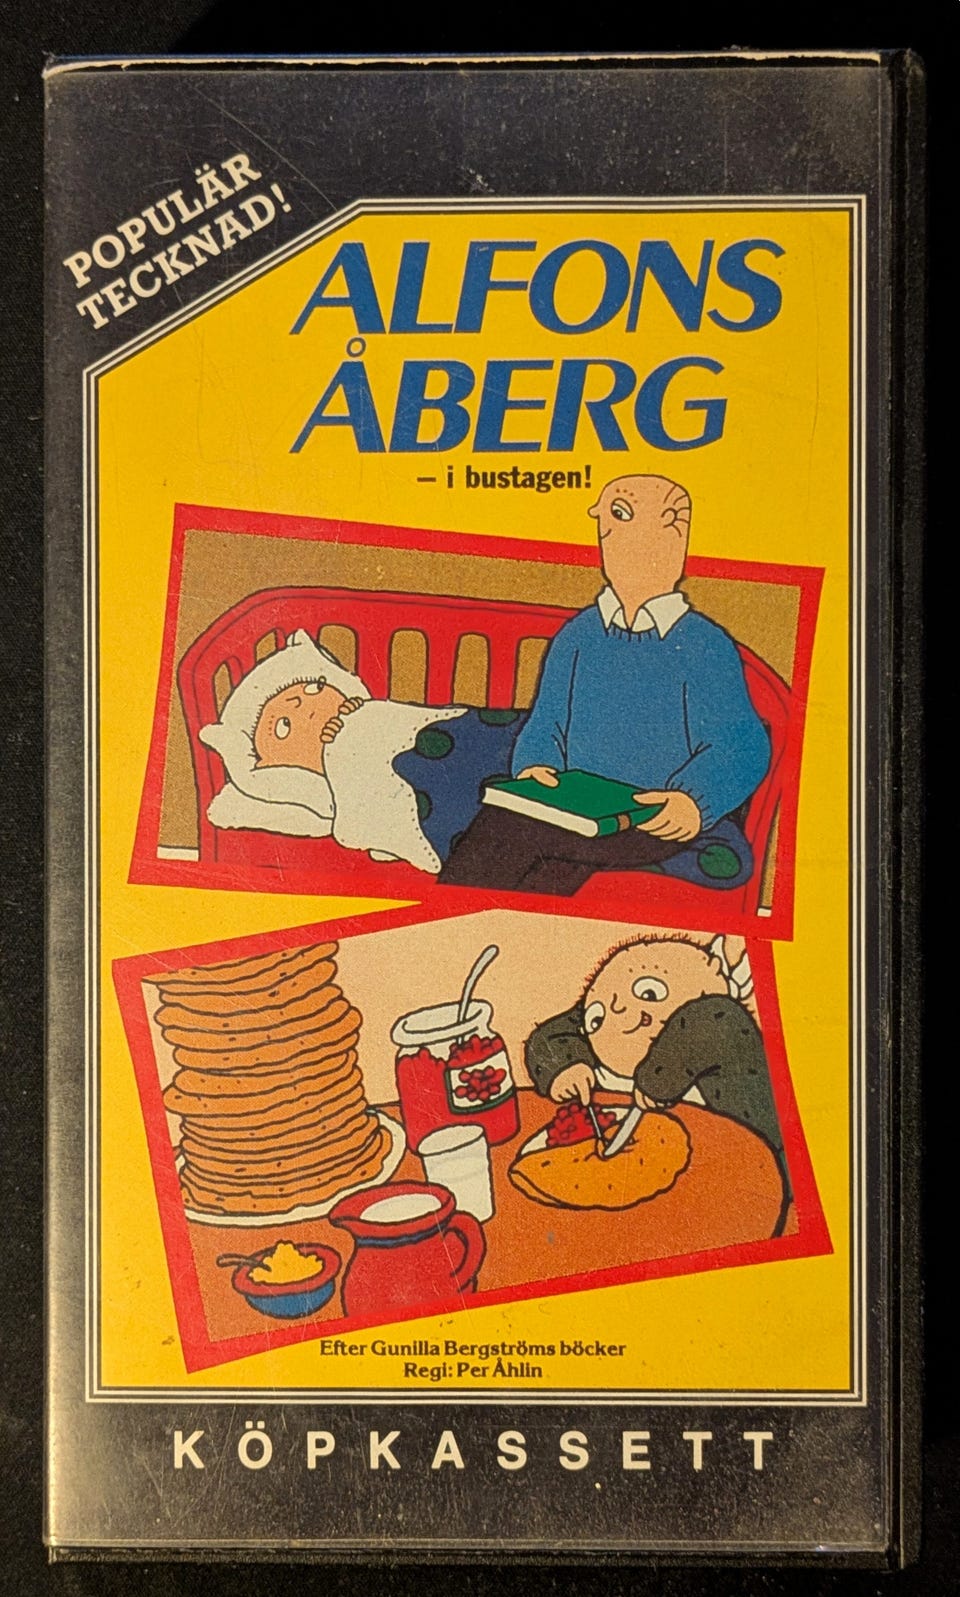 POPULÄR
TECKNAD!
ALFONS
ÅBERG
– i bustagen!
Efter Gunilla Bergströms böcker
Regi: Per Åhlin
KÖPKASSETT